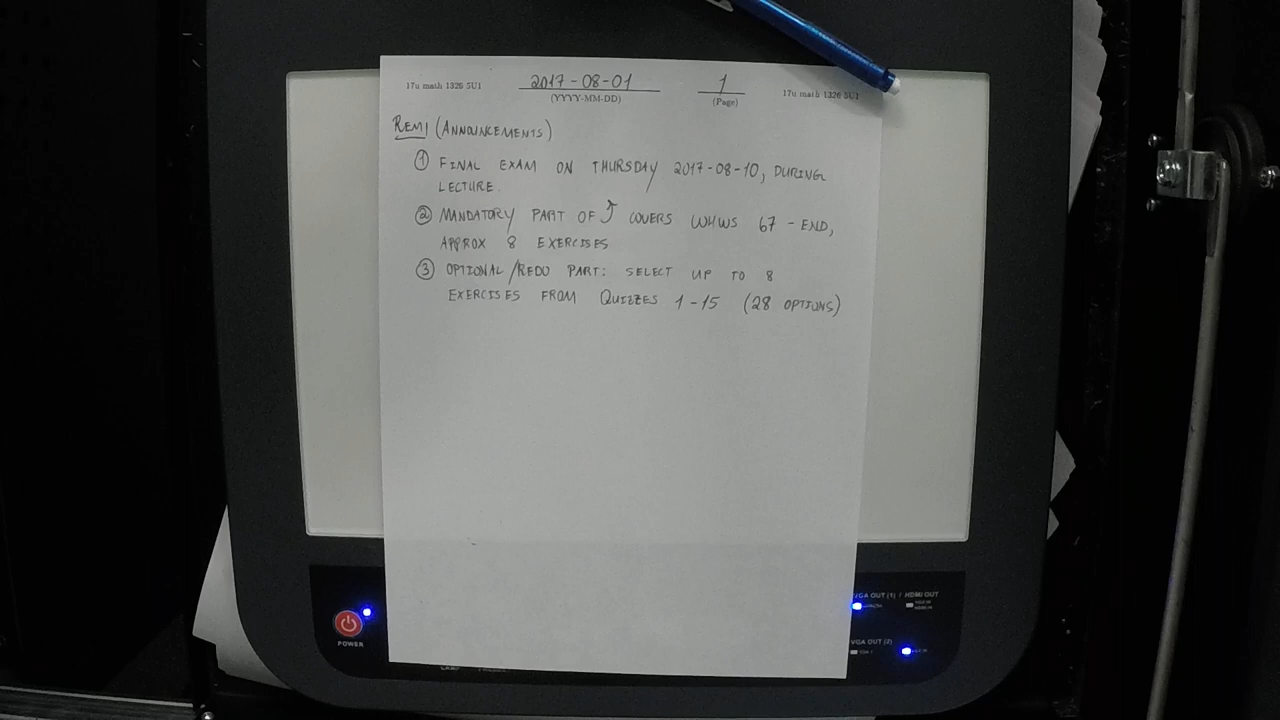 17u math 1326 5U1 2017-08-01 1 17u math 1326 5U1
(YYYY-MM-DD) (Page)
REMI (ANNOUNCEMENTS)
① FINAL EXAM ON THURSDAY 2017-08-10, DURING
LECTURE.
② MANDATORY PART OF ↑ COVERS WHWS 67 - END,
APPROX 8 EXERCISES
③ OPTIONAL/REDO PART: SELECT UP TO 8
EXERCISES FROM QUIZZES 1-15 (28 OPTIONS)
VGA OUT (1) / HDMI OUT
POWER
VGA OUT (2)